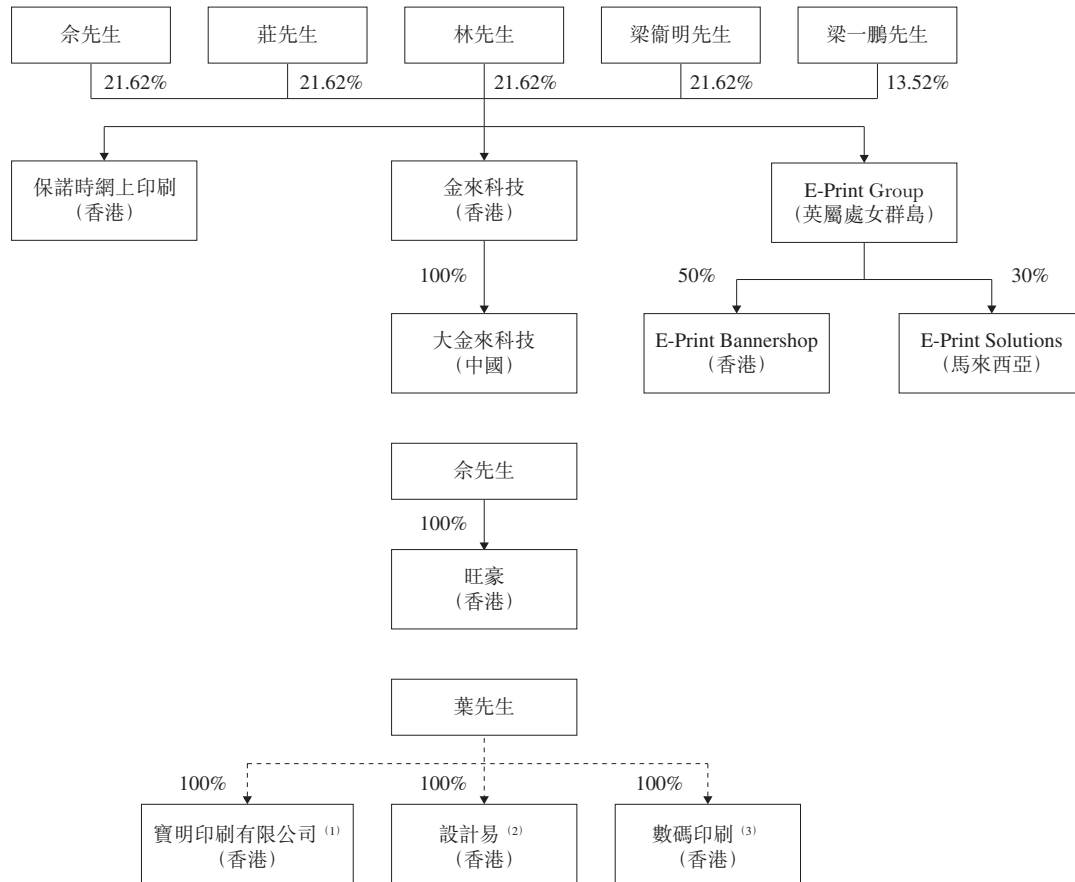 佘先生
莊先生
林先生
梁衞明先生
梁一鵬先生
21.62%
21.62%
21.62%
21.62%
13.52%
保諾時網上印刷
（香港）
金來科技
（香港）
E-Print Group
（英屬處女群島）
100%
50%
30%
大金來科技
（中國）
E-Print Bannershop
（香港）
E-Print Solutions
（馬來西亞）
佘先生
100%
旺豪
（香港）
葉先生
100%
100%
100%
寶明印刷有限公司 (1)
（香港）
設計易 (2)
（香港）
數碼印刷 (3)
（香港）